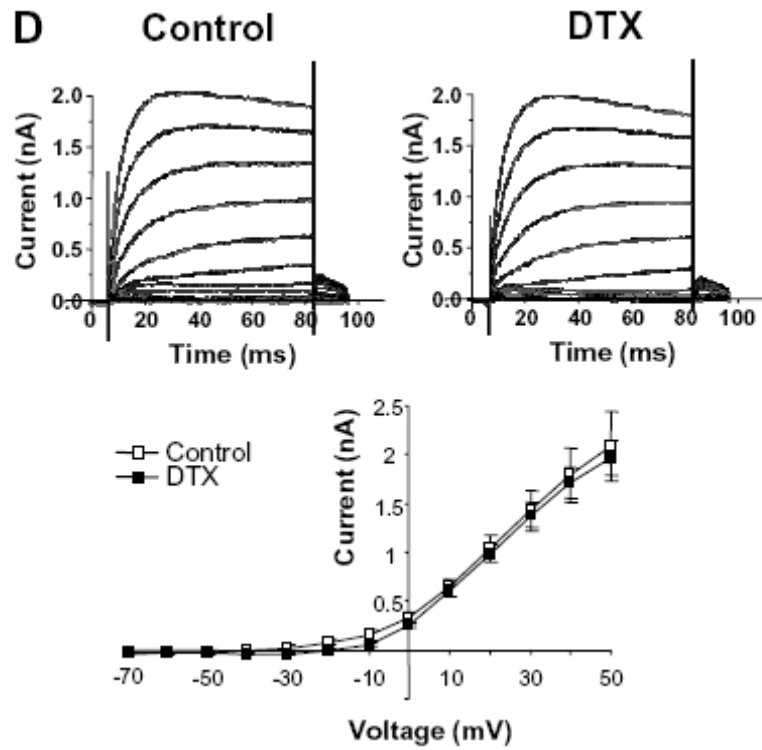 D Control DTX
Current (nA)
2.0
1.5
1.0
0.5
0.0
0 20 40 60 80 100
Time (ms)
Current (nA)
2.0
1.5
1.0
0.5
0.0
0 20 40 60 80 100
Time (ms)
Control
DTX
Current (nA)
2.5
2
1.5
1
0.5
-70 -50 -30 -10 10 30 50
Voltage (mV)